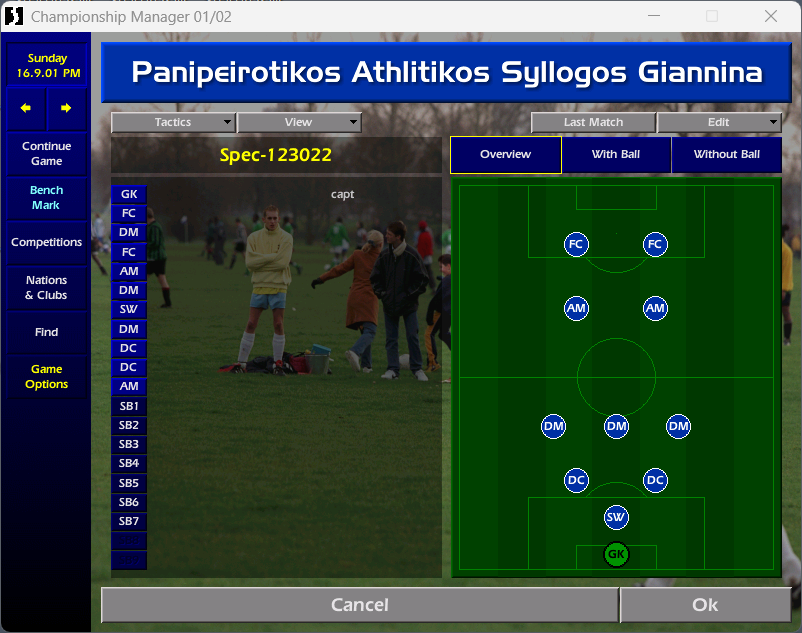 Championship Manager 01/02
Sunday
16.9.01 PM
Panipeirotikos Athlitikos Syllogos Giannina
Tactics
View
Last Match
Edit
Continue
Game
Bench
Mark
Competitions
Nations
& Clubs
Find
Game
Options
Spec-123022
Overview
With Ball
Without Ball
GK
capt
FC
DM
FC
AM
DM
SW
DM
DC
DC
AM
SB1
SB2
SB3
SB4
SB5
SB6
SB7
FC FC
AM AM
DM DM DM
DC DC
SW
GK
Cancel
Ok